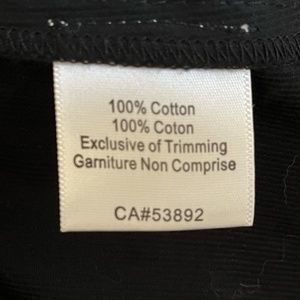 100% Cotton
100% Coton
Exclusive of Trimming
Garniture Non Comprise
CA#53892